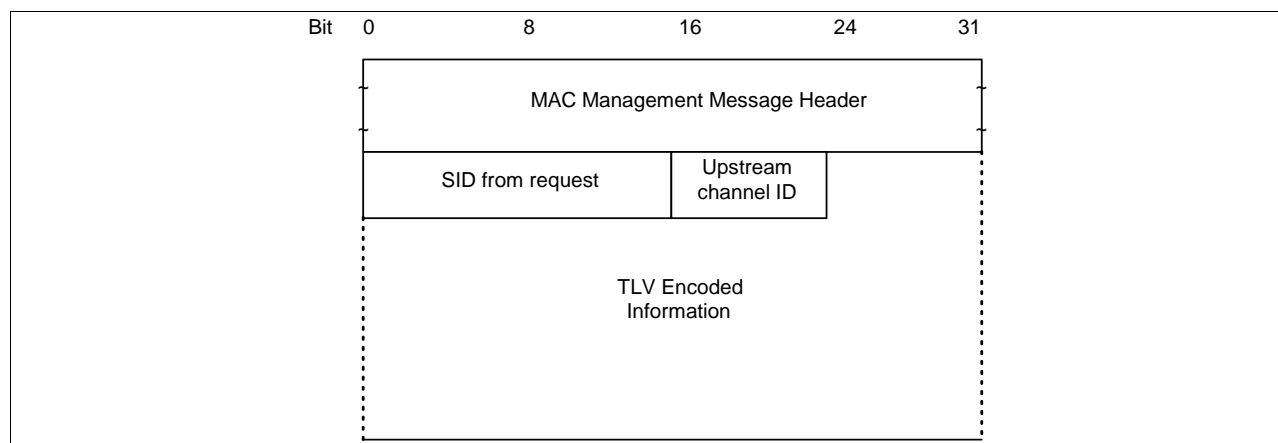 Bit 0 8 16 24 31
MAC Management Message Header
~ ~
~ ~
SID from request
Upstream
channel ID
TLV Encoded
Information